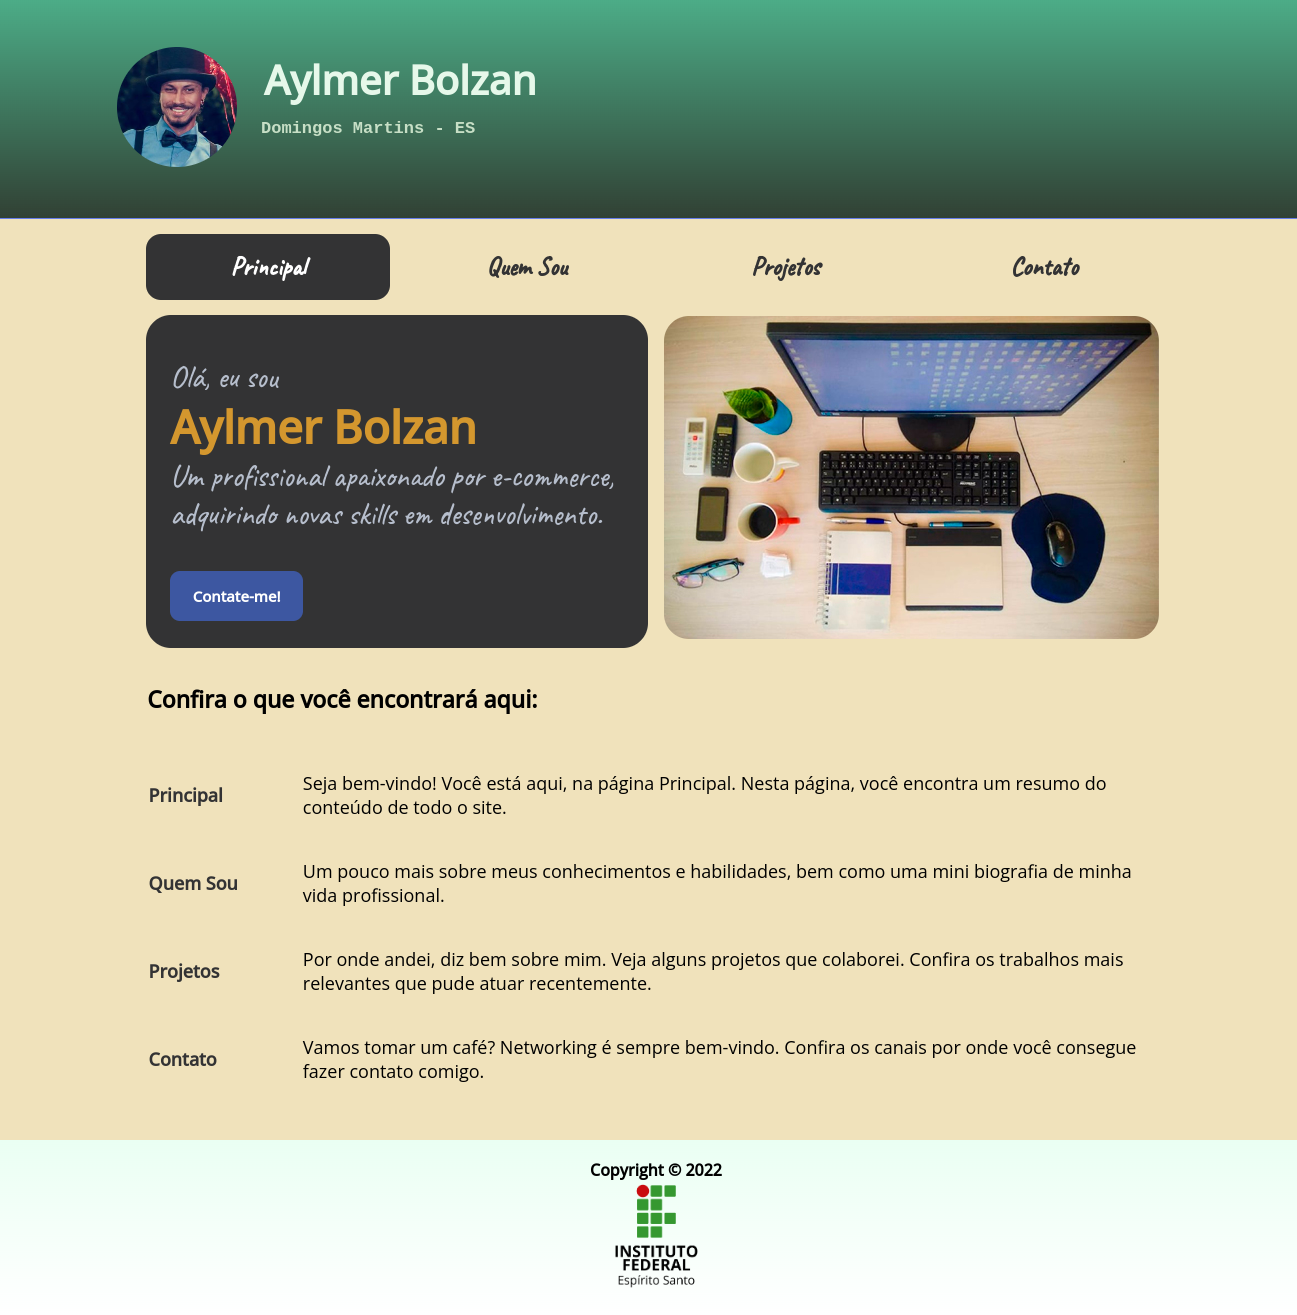 Aylmer Bolzan
Domingos Martins - ES
Principal
Quem Sou
Projetos
Contato
Olá, eu sou
Aylmer Bolzan
Um profissional apaixonado por e-commerce,
adquirindo novas skills em desenvolvimento.
Contate-me!
Confira o que você encontrará aqui:
Principal
Seja bem-vindo! Você está aqui, na página Principal. Nesta página, você encontra um resumo do
conteúdo de todo o site.
Quem Sou
Um pouco mais sobre meus conhecimentos e habilidades, bem como uma mini biografia de minha
vida profissional.
Projetos
Por onde andei, diz bem sobre mim. Veja alguns projetos que colaborei. Confira os trabalhos mais
relevantes que pude atuar recentemente.
Contato
Vamos tomar um café? Networking é sempre bem-vindo. Confira os canais por onde você consegue
fazer contato comigo.
Copyright © 2022
INSTITUTO
FEDERAL
Espírito Santo